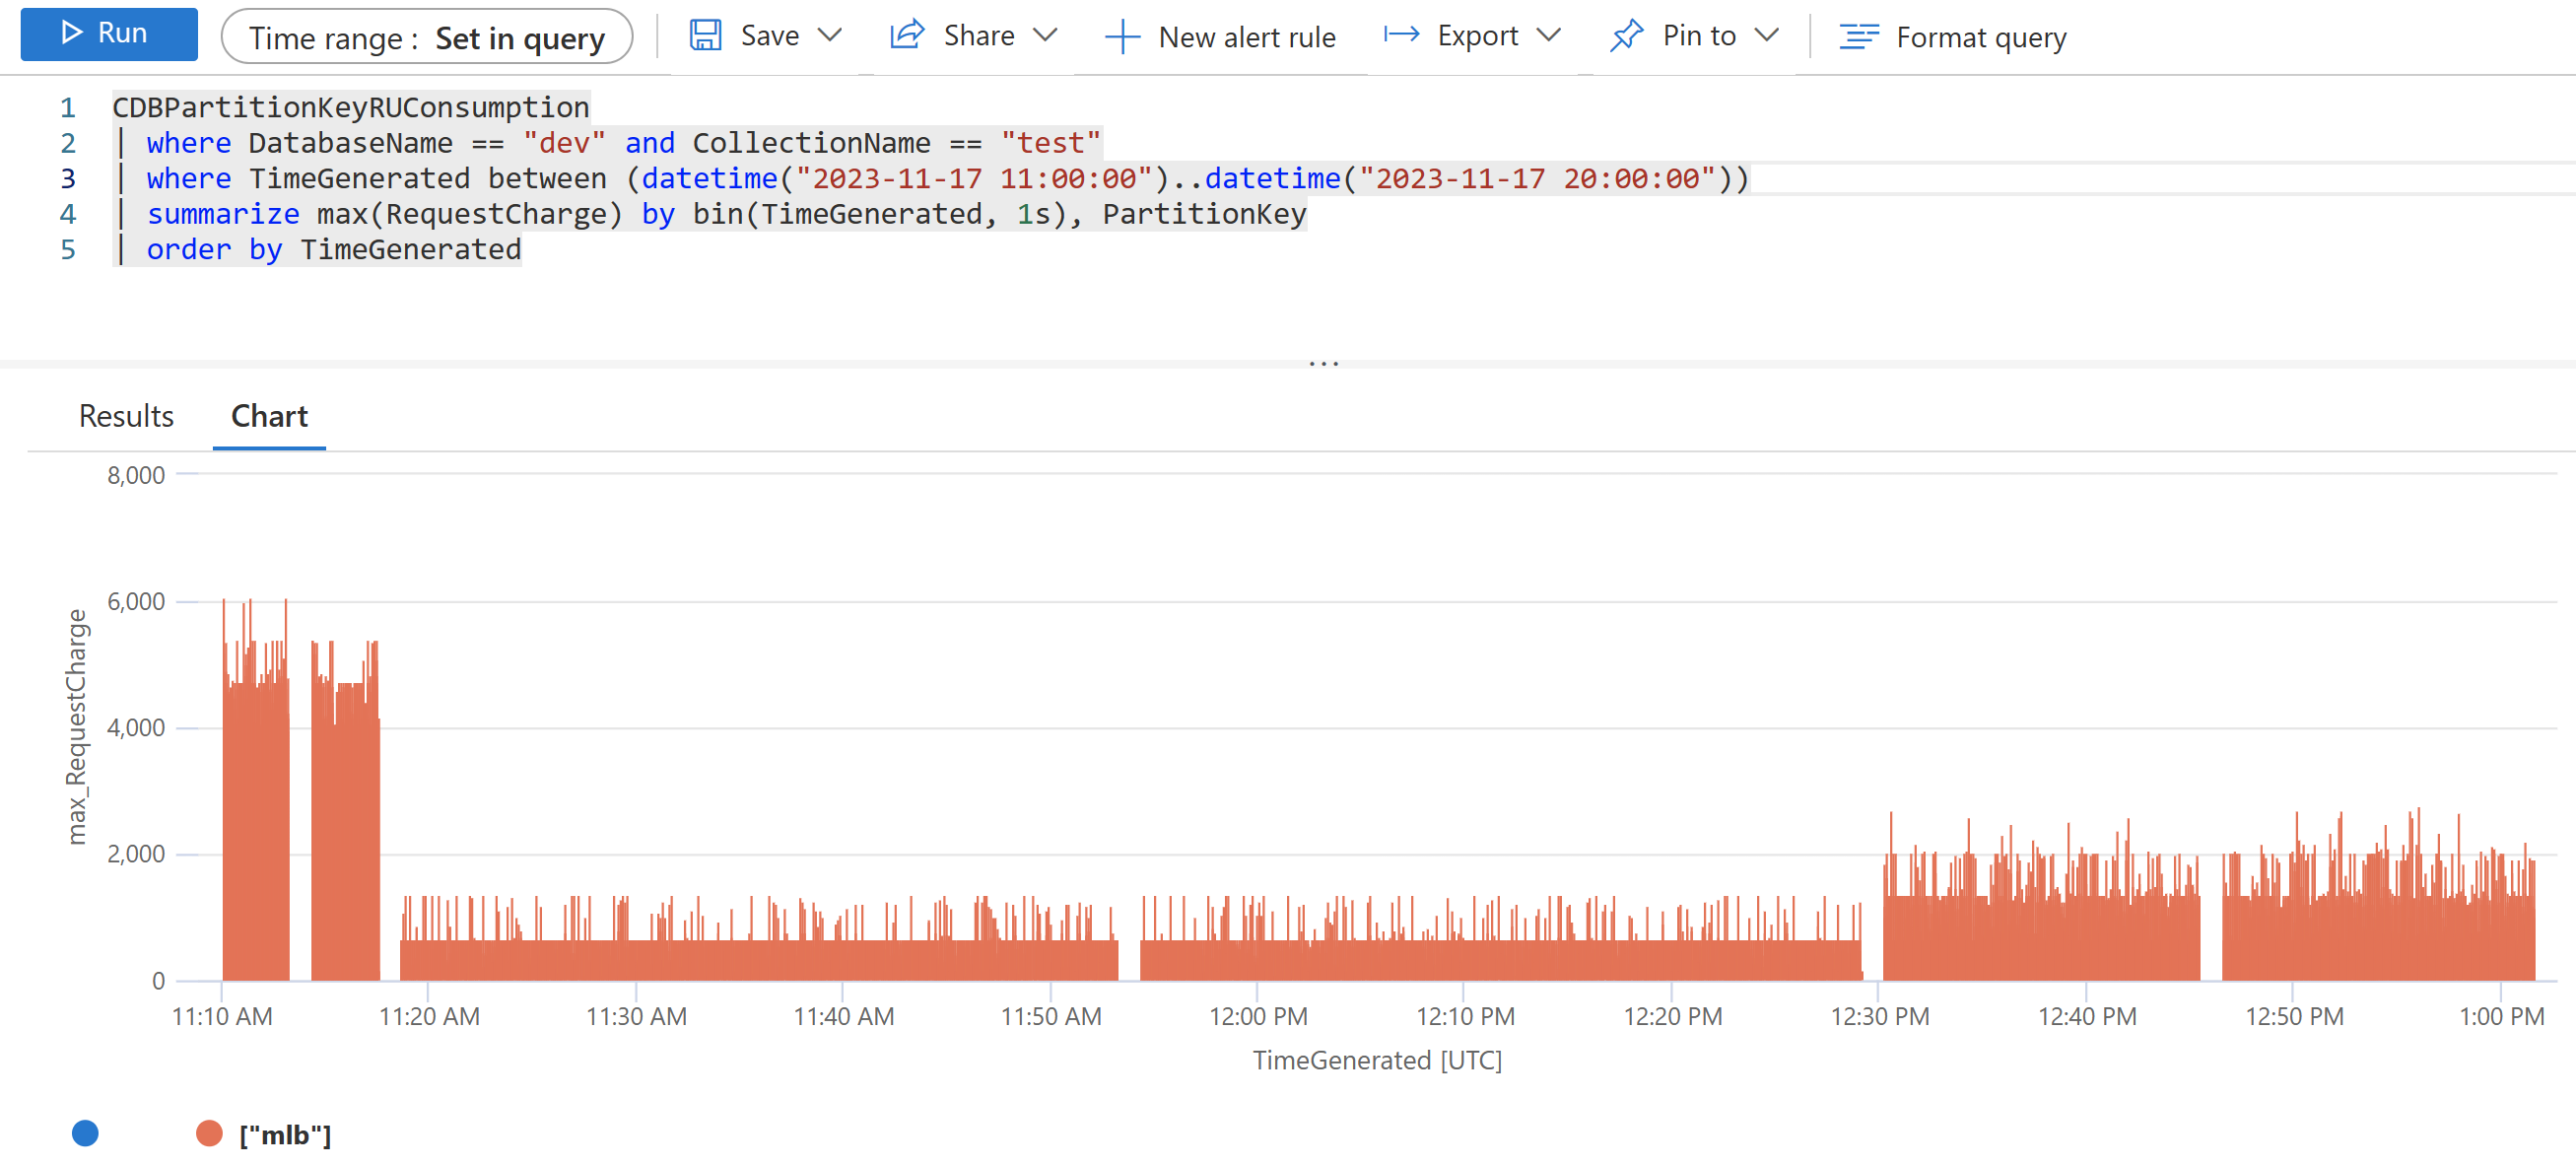 Run Time range : Set in query Save Share New alert rule Export Pin to Format query
1 CDBPartitionKeyRUConsumption
2 | where DatabaseName == "dev" and CollectionName == "test"
3 | where TimeGenerated between (datetime("2023-11-17 11:00:00")..datetime("2023-11-17 20:00:00"))
4 | summarize max(RequestCharge) by bin(TimeGenerated, 1s), PartitionKey
5 | order by TimeGenerated
...
Results Chart
8,000
6,000
4,000
2,000
0
max_RequestCharge
11:10 AM 11:20 AM 11:30 AM 11:40 AM 11:50 AM 12:00 PM 12:10 PM 12:20 PM 12:30 PM 12:40 PM 12:50 PM 1:00 PM
TimeGenerated [UTC]
["mlb"]